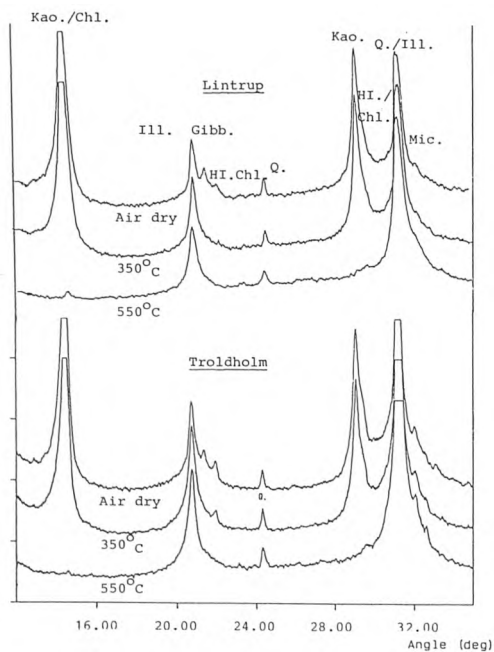 Kao./Chl.
Kao.
Q./Ill.
Lintrup
HI./
Chl.
Ill. Gibb.
Mic.
HI.Chl.
Q.
Air dry
350°C
550°C
Troldholm
Air dry
Q.
350°C
550°C
16.00 20.00 24.00 28.00 32.00
Angle (deg)